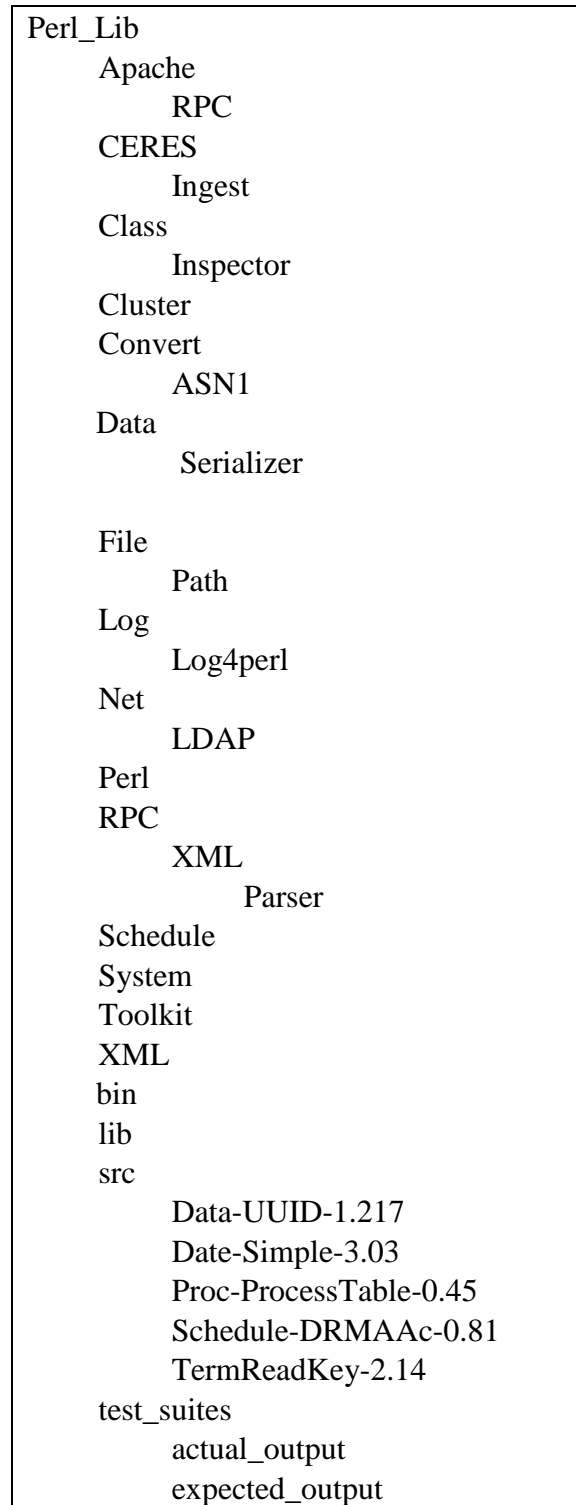 Perl_Lib
Apache
RPC
CERES
Ingest
Class
Inspector
Cluster
Convert
ASN1
Data
Serializer
File
Path
Log
Log4perl
Net
LDAP
Perl
RPC
XML
Parser
Schedule
System
Toolkit
XML
bin
lib
src
Data-UUID-1.217
Date-Simple-3.03
Proc-ProcessTable-0.45
Schedule-DRMAAc-0.81
TermReadKey-2.14
test_suites
actual_output
expected_output